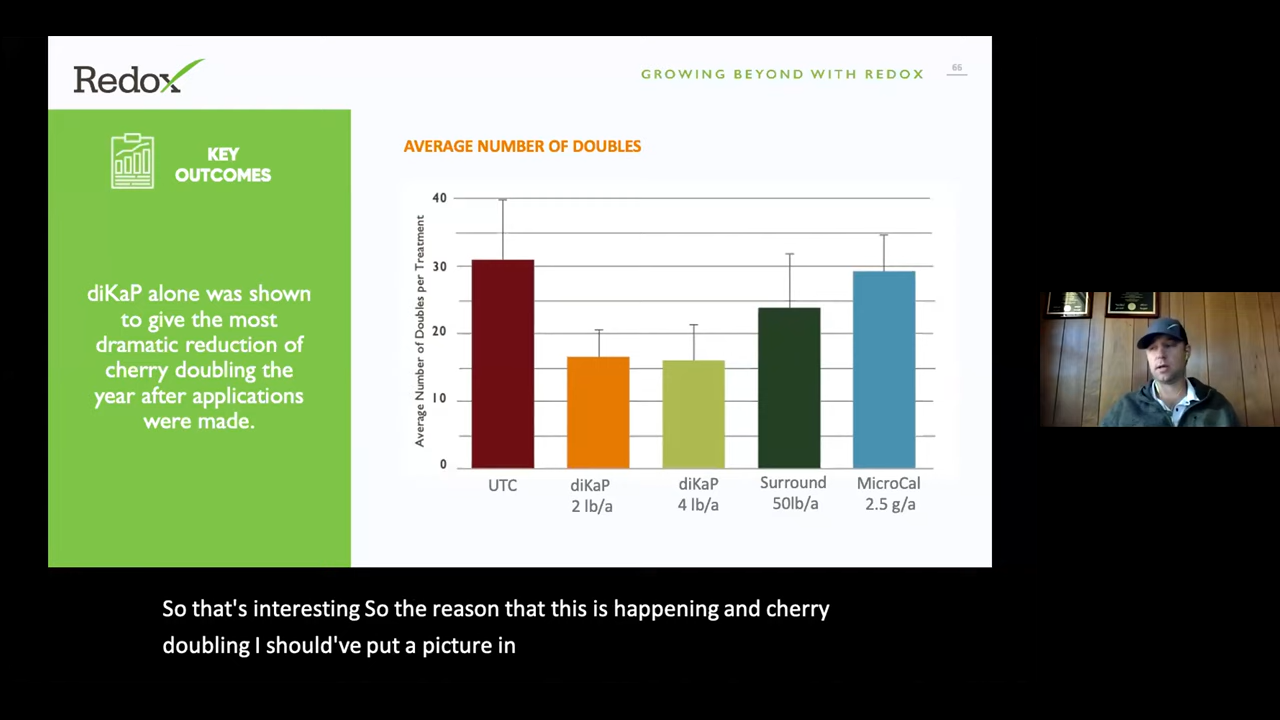 Redox
GROWING BEYOND WITH REDOX
66
KEY
OUTCOMES
diKaP alone was shown
to give the most
dramatic reduction of
cherry doubling the
year after applications
were made.
AVERAGE NUMBER OF DOUBLES
Average Number of Doubles per Treatment
40
30
20
10
0
UTC
diKaP
2 lb/a
diKaP
4 lb/a
Surround
50lb/a
MicroCal
2.5 g/a
So that's interesting So the reason that this is happening and cherry
doubling I should've put a picture in